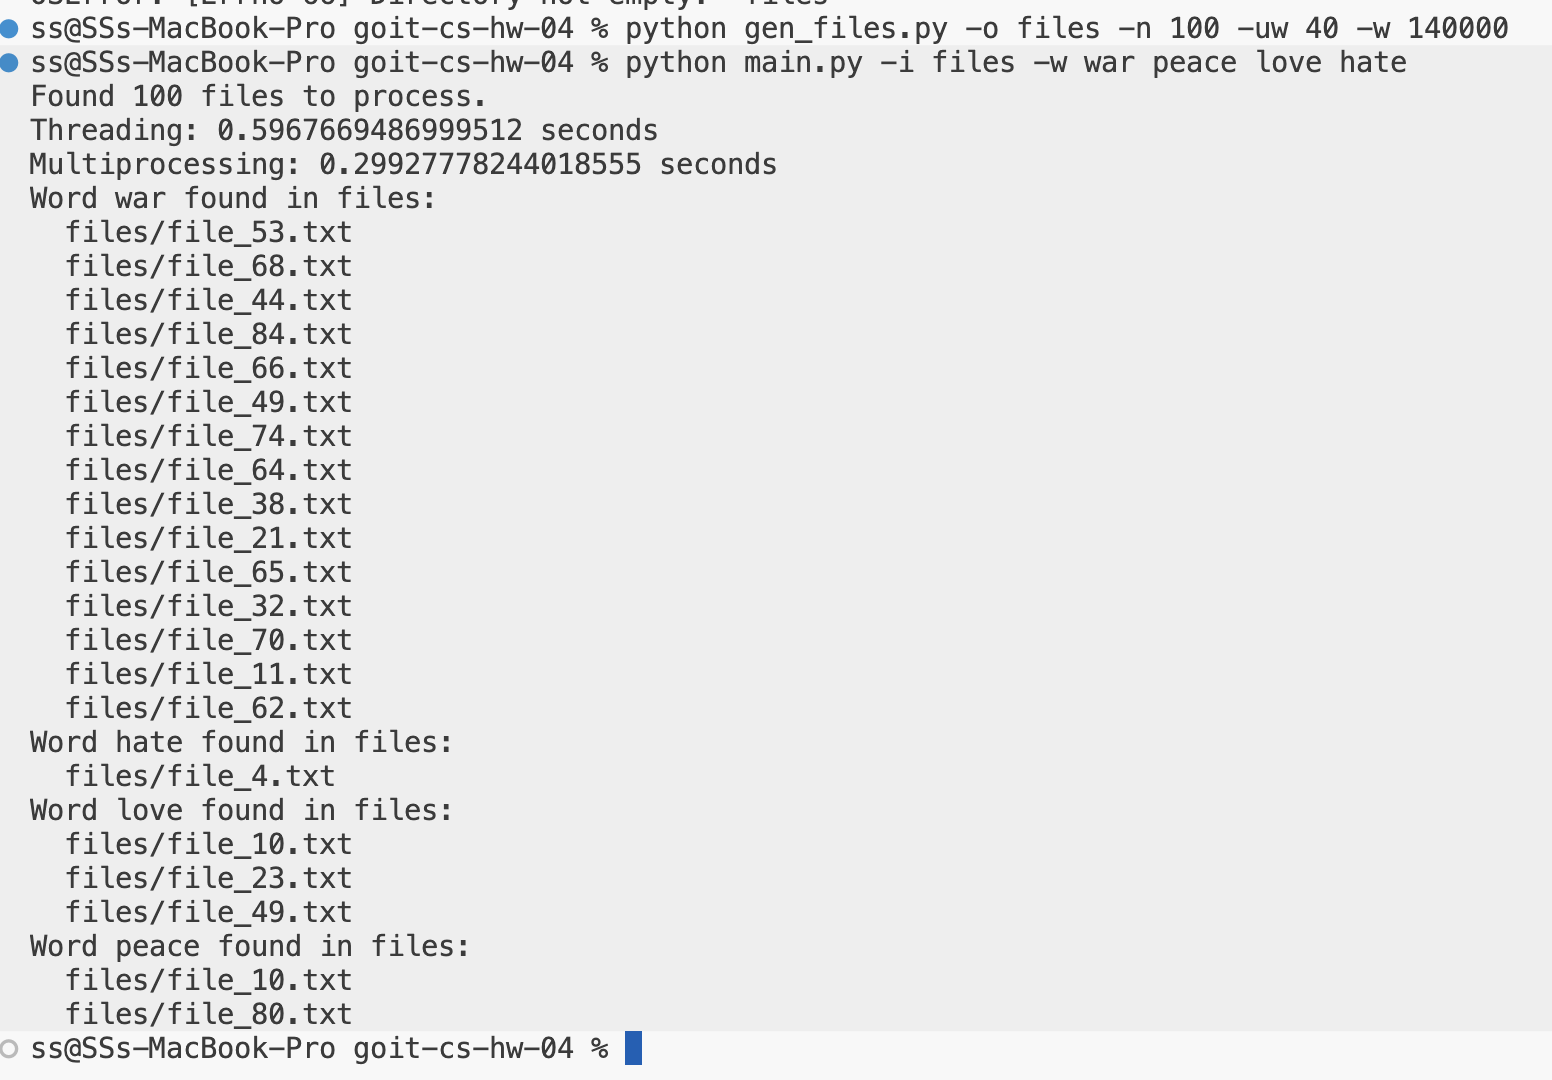 ss@SSs-MacBook-Pro goit-cs-hw-04 % python gen_files.py -o files -n 100 -uw 40 -w 140000
ss@SSs-MacBook-Pro goit-cs-hw-04 % python main.py -i files -w war peace love hate
Found 100 files to process.
Threading: 0.5967669486999512 seconds
Multiprocessing: 0.29927778244018555 seconds
Word war found in files:
files/file_53.txt
files/file_68.txt
files/file_44.txt
files/file_84.txt
files/file_66.txt
files/file_49.txt
files/file_74.txt
files/file_64.txt
files/file_38.txt
files/file_21.txt
files/file_65.txt
files/file_32.txt
files/file_70.txt
files/file_11.txt
files/file_62.txt
Word hate found in files:
files/file_4.txt
Word love found in files:
files/file_10.txt
files/file_23.txt
files/file_49.txt
Word peace found in files:
files/file_10.txt
files/file_80.txt
ss@SSs-MacBook-Pro goit-cs-hw-04 %